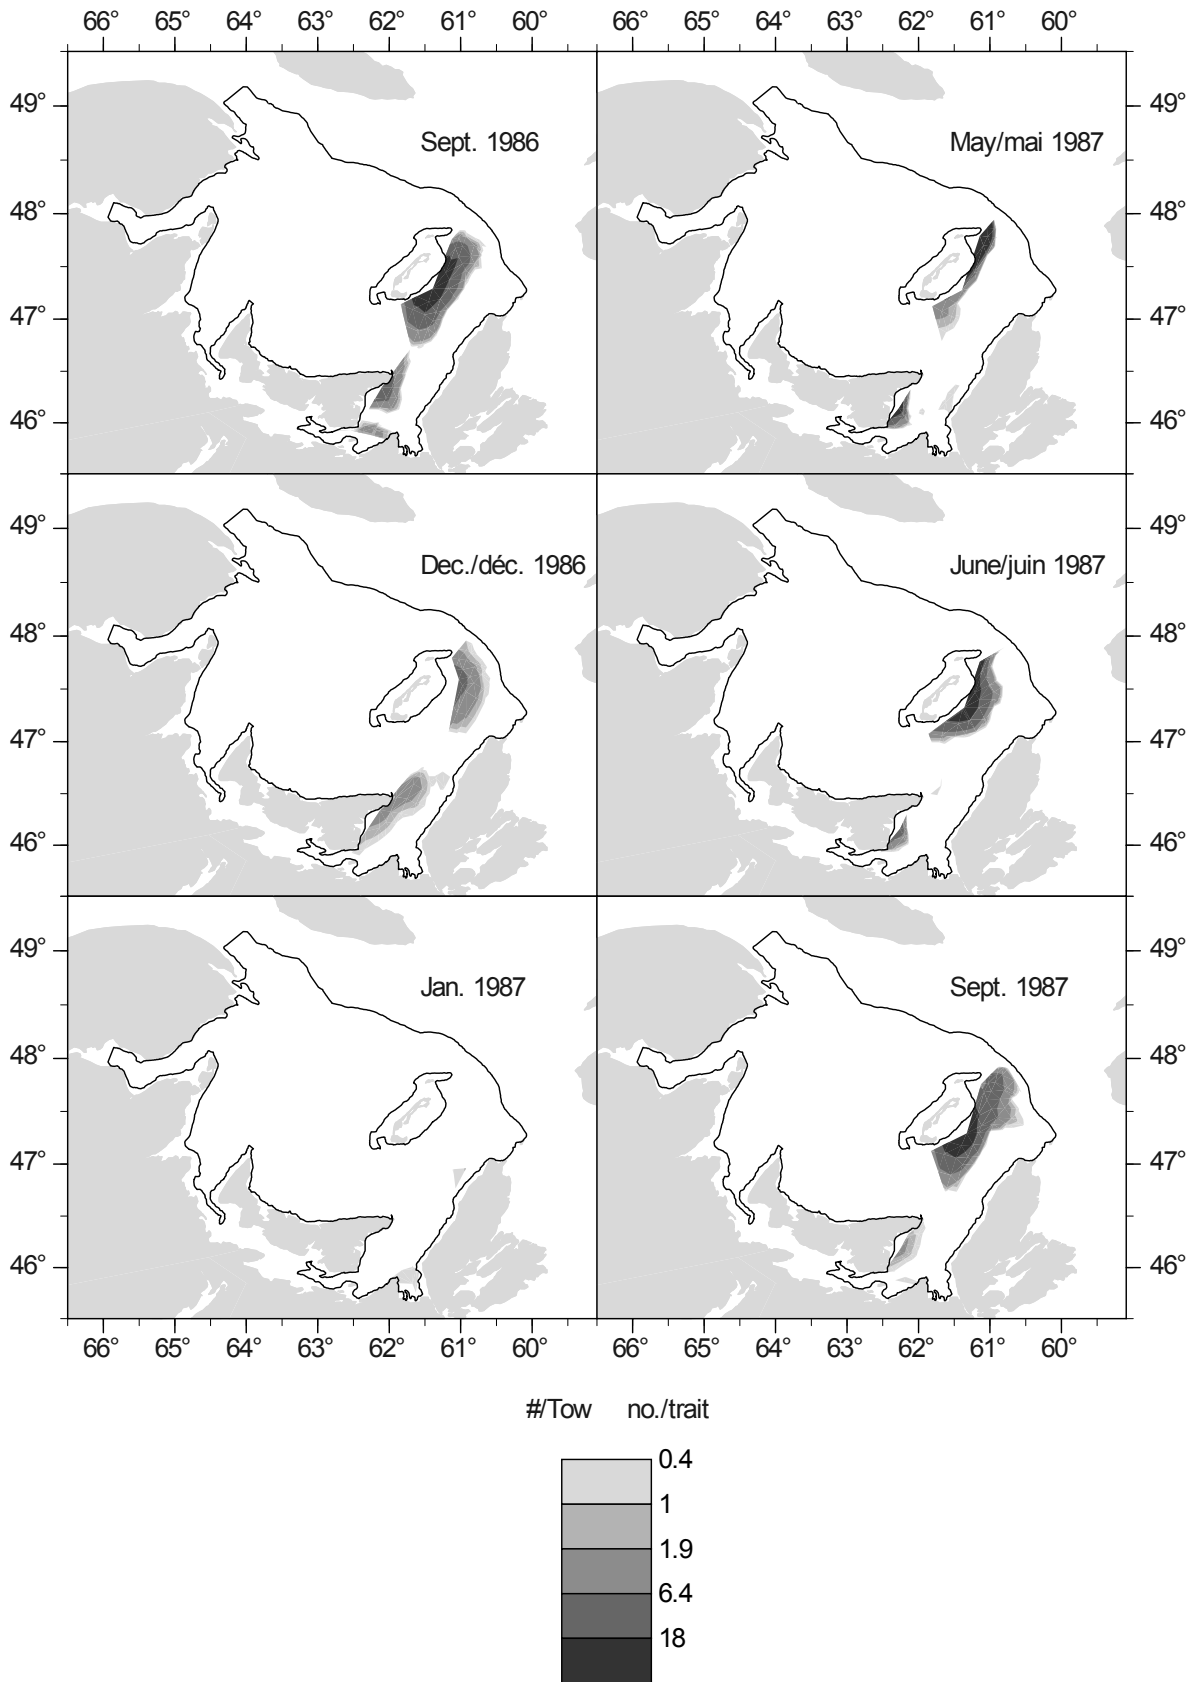 66° 65° 64° 63° 62° 61° 60° 66° 65° 64° 63° 62° 61° 60°
49° Sept. 1986 May/mai 1987 49°
48° 48°
47° 47°
46° 46°
49° Dec./déc. 1986 June/juin 1987 49°
48° 48°
47° 47°
46° 46°
49° Jan. 1987 Sept. 1987 49°
48° 48°
47° 47°
46° 46°
66° 65° 64° 63° 62° 61° 60° 66° 65° 64° 63° 62° 61° 60°
#/Tow no./trait
0.4
1
1.9
6.4
18